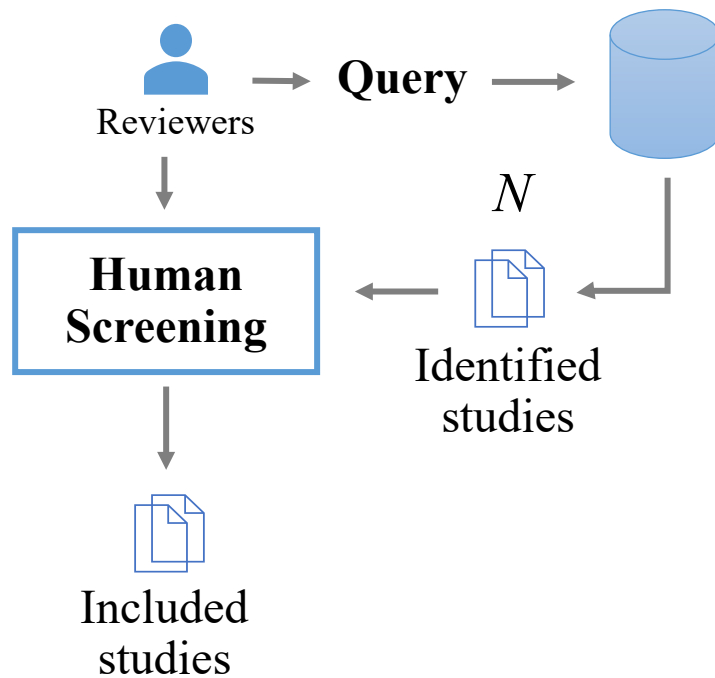 Query
Reviewers
N
Human
Screening
Identified
studies
Included
studies